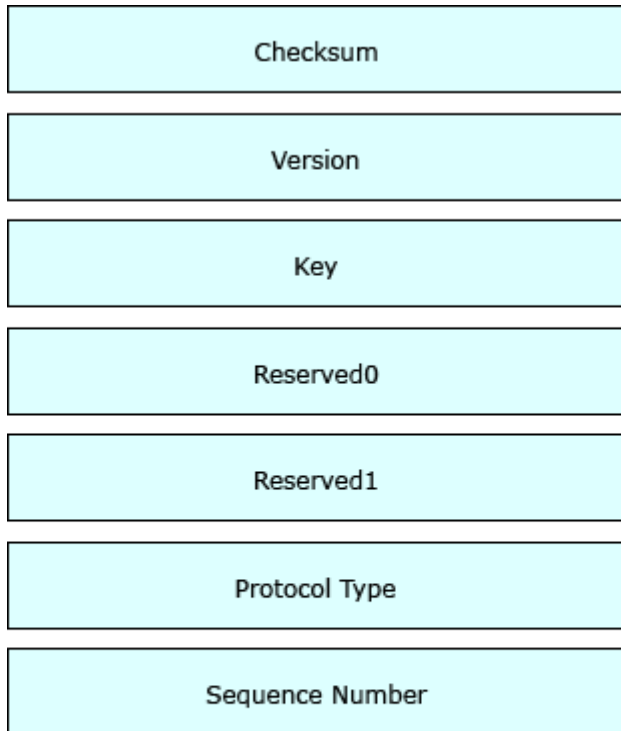 Checksum
Version
Key
Reserved0
Reserved1
Protocol Type
Sequence Number